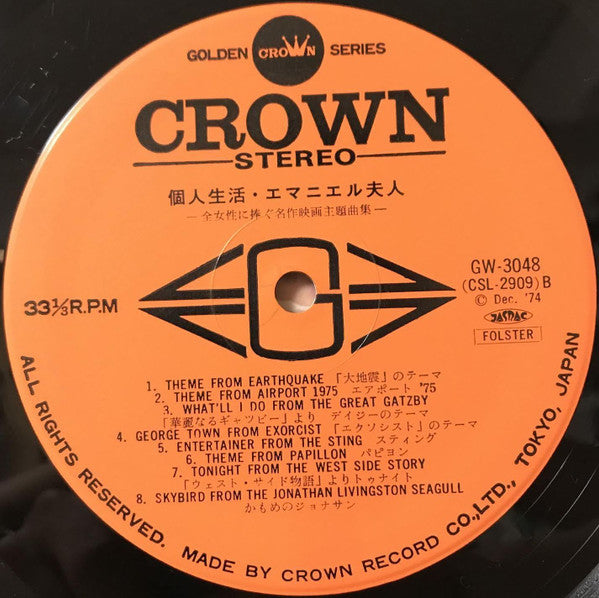 GOLDEN CROWN SERIES
CROWN
STEREO
個人生活・エマニエル夫人
—全女性に捧ぐ名作映画主題曲集—
G
33⅓R.P.M
GW-3048
(CSL-2909) B
© Dec. '74
JASRAC
FOLSTER
1. THEME FROM EARTHQUAKE 「大地震」のテーマ
2. THEME FROM AIRPORT 1975 エアポート '75
3. WHAT'LL I DO FROM THE GREAT GATZBY
「華麗なるギャツビー」より デイジーのテーマ
4. GEORGE TOWN FROM EXORCIST 「エクソシスト」のテーマ
5. ENTERTAINER FROM THE STING スティング
6. THEME FROM PAPILLON パピヨン
7. TONIGHT FROM THE WEST SIDE STORY
「ウェスト・サイド物語」よりトゥナイト
8. SKYBIRD FROM THE JONATHAN LIVINGSTON SEAGULL
かもめのジョナサン
ALL RIGHTS RESERVED. MADE BY CROWN RECORD CO.,LTD., TOKYO, JAPAN